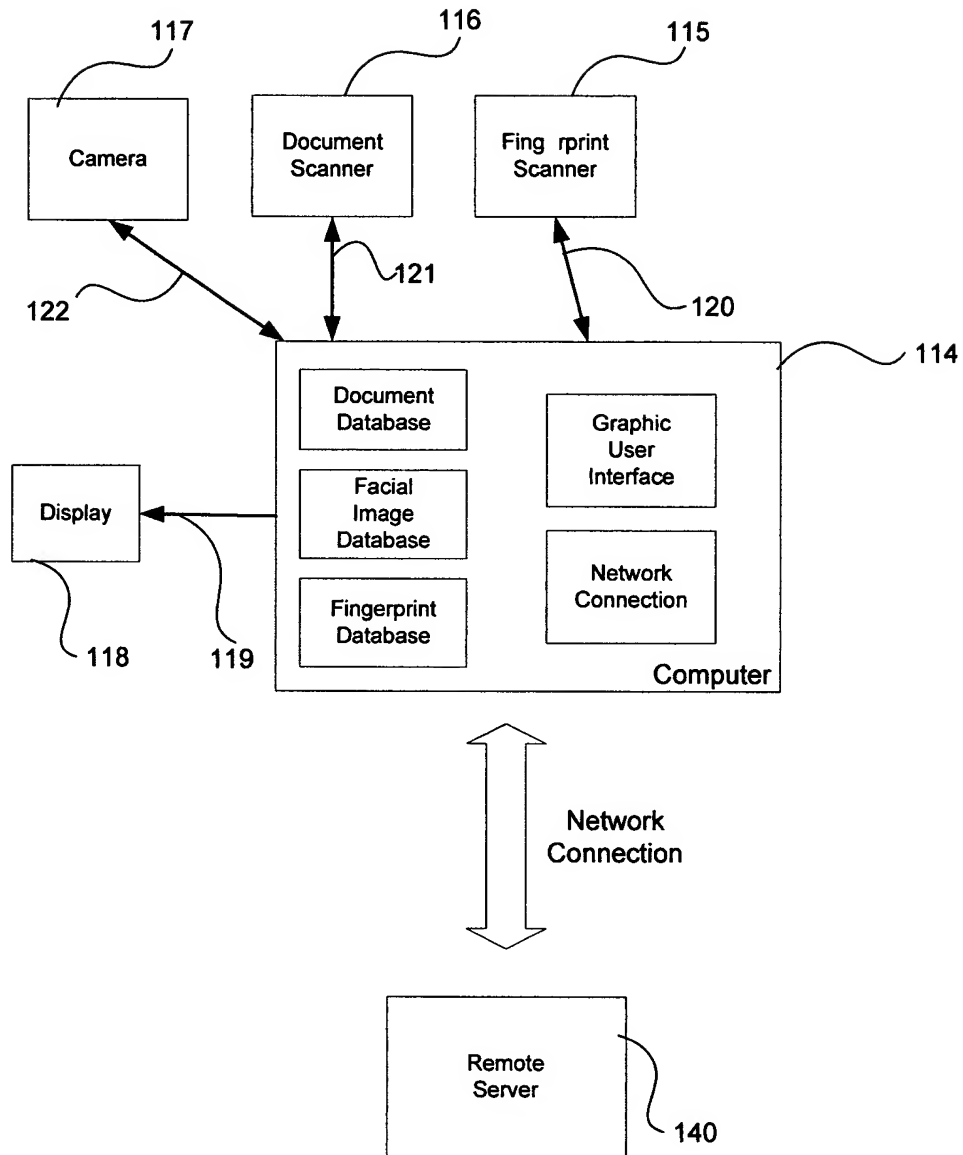 117
116
115
Camera
Document
Scanner
Fing rprint
Scanner
122
121
120
114
Document
Database
Graphic
User
Interface
Facial
Image
Database
Display
Network
Connection
Fingerprint
Database
118
119
Computer
Network
Connection
Remote
Server
140